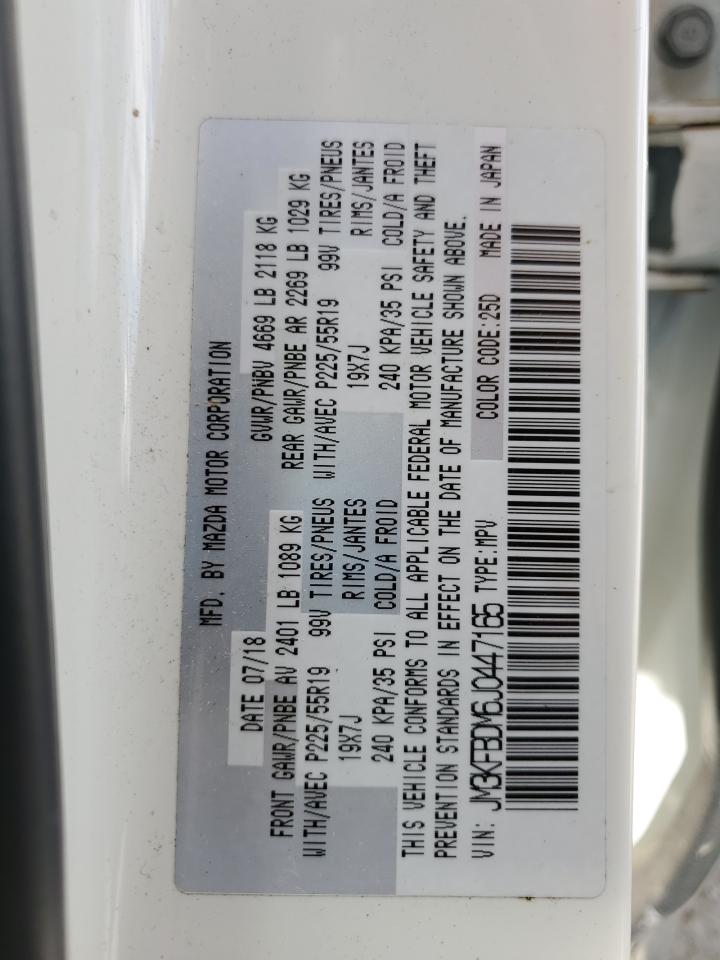 MFD. BY MAZDA MOTOR CORPORATION
DATE 07/18 GVWR/PNBV 4669 LB 2118 KG
FRONT GAWR/PNBE AV 2401 LB 1089 KG REAR GAWR/PNBE AR 2269 LB 1029 KG
WITH/AVEC P225/55R19 99V TIRES/PNEUS WITH/AVEC P225/55R19 99V TIRES/PNEUS
19X7J RIMS/JANTES 19X7J RIMS/JANTES
240 KPA/35 PSI COLD/A FROID 240 KPA/35 PSI COLD/A FROID
THIS VEHICLE CONFORMS TO ALL APPLICABLE FEDERAL MOTOR VEHICLE SAFETY AND THEFT
PREVENTION STANDARDS IN EFFECT ON THE DATE OF MANUFACTURE SHOWN ABOVE.
VIN: JM3KFBDM6J0447165 TYPE:MPV COLOR CODE:25D MADE IN JAPAN